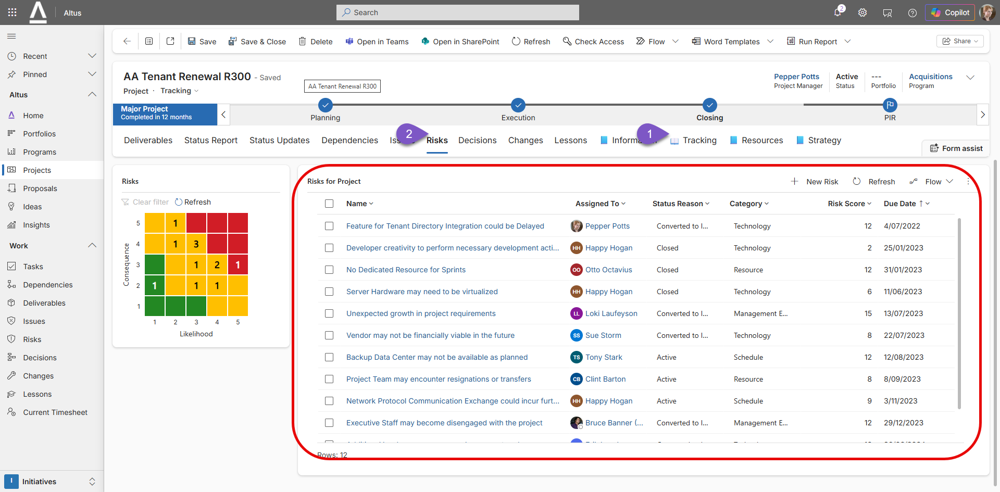 Altus
Search
2
Copilot
Save
Save & Close
Delete
Open in Teams
Open in SharePoint
Refresh
Check Access
Flow
Word Templates
Run Report
Share
Recent
Pinned
Altus
Home
Portfolios
Programs
Projects
Proposals
Ideas
Insights
Work
Tasks
Dependencies
Deliverables
Issues
Risks
Decisions
Changes
Lessons
Current Timesheet
I Initiatives
AA Tenant Renewal R300 - Saved
Project · Tracking
AA Tenant Renewal R300
Pepper Potts
Project Manager
Active
Status
---
Portfolio
Acquisitions
Program
Major Project
Completed in 12 months
Planning
Execution
Closing
PIR
2
1
Deliverables Status Report Status Updates Dependencies Risks Decisions Changes Lessons Tracking Resources Strategy
Form assist
Risks
Clear filter Refresh
5 1
4 1 3
3 1 2 1
2 1 1 1
1
1 2 3 4 5
Consequence
Likelihood
Risks for Project
New Risk Refresh Flow
Name Assigned To Status Reason Category Risk Score Due Date ↑
Feature for Tenant Directory Integration could be Delayed Pepper Potts Converted to I... Technology 12 4/07/2022
Developer creativity to perform necessary development acti... HH Happy Hogan Closed Technology 2 25/01/2023
No Dedicated Resource for Sprints OO Otto Octavius Closed Resource 12 31/01/2023
Server Hardware may need to be virtualized HH Happy Hogan Closed Technology 6 11/06/2023
Unexpected growth in project requirements LL Loki Laufeyson Converted to I... Management E... 15 13/07/2023
Vendor may not be financially viable in the future SS Sue Storm Converted to I... Technology 8 22/07/2023
Backup Data Center may not be available as planned TS Tony Stark Active Schedule 12 12/08/2023
Project Team may encounter resignations or transfers CB Clint Barton Active Resource 8 8/09/2023
Network Protocol Communication Exchange could incur furt... HH Happy Hogan Active Schedule 9 3/11/2023
Executive Staff may become disengaged with the project Bruce Banner (... Converted to I... Management E... 12 29/12/2023
Rows: 12